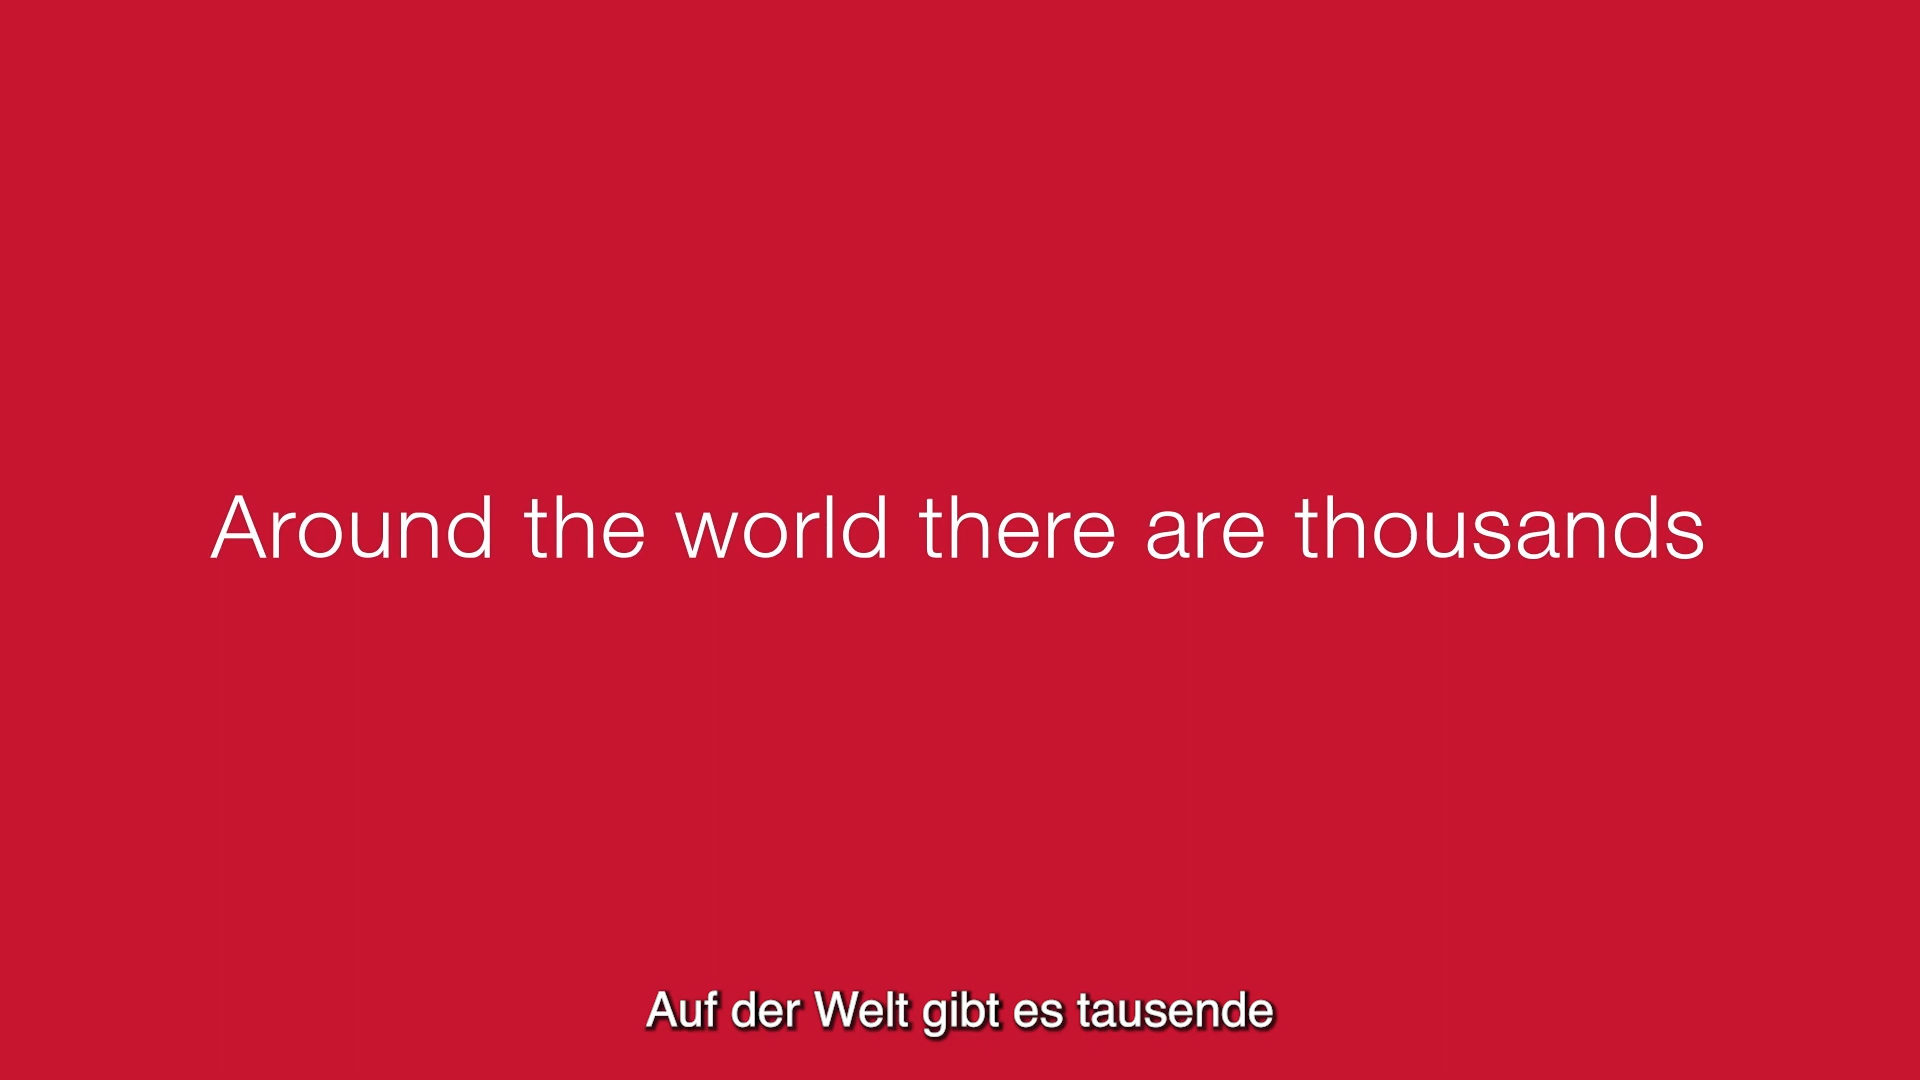 Around the world there are thousands
Auf der Welt gibt es tausende